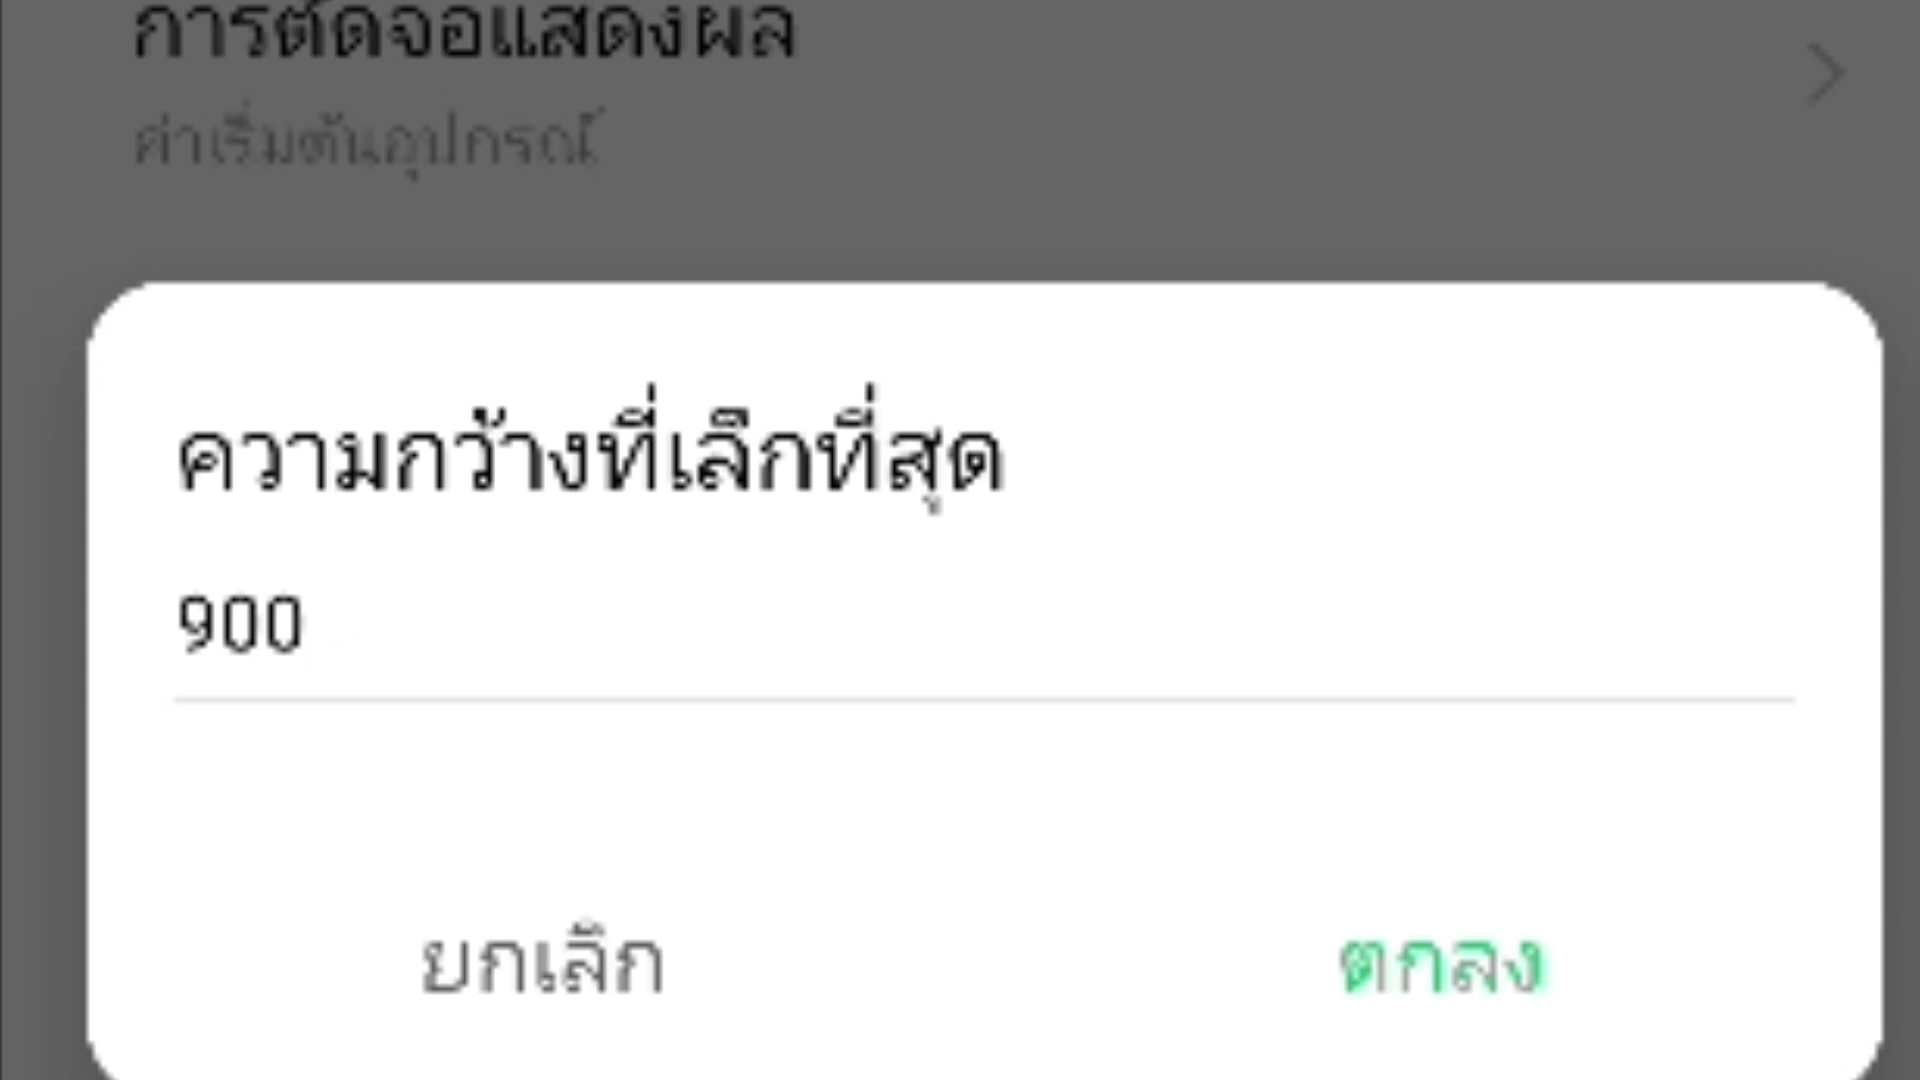 การตัดจอแสดงผล
ค่าเริ่มต้นอุปกรณ์
ความกว้างที่เล็กที่สุด
900
ยกเลิก
ตกลง